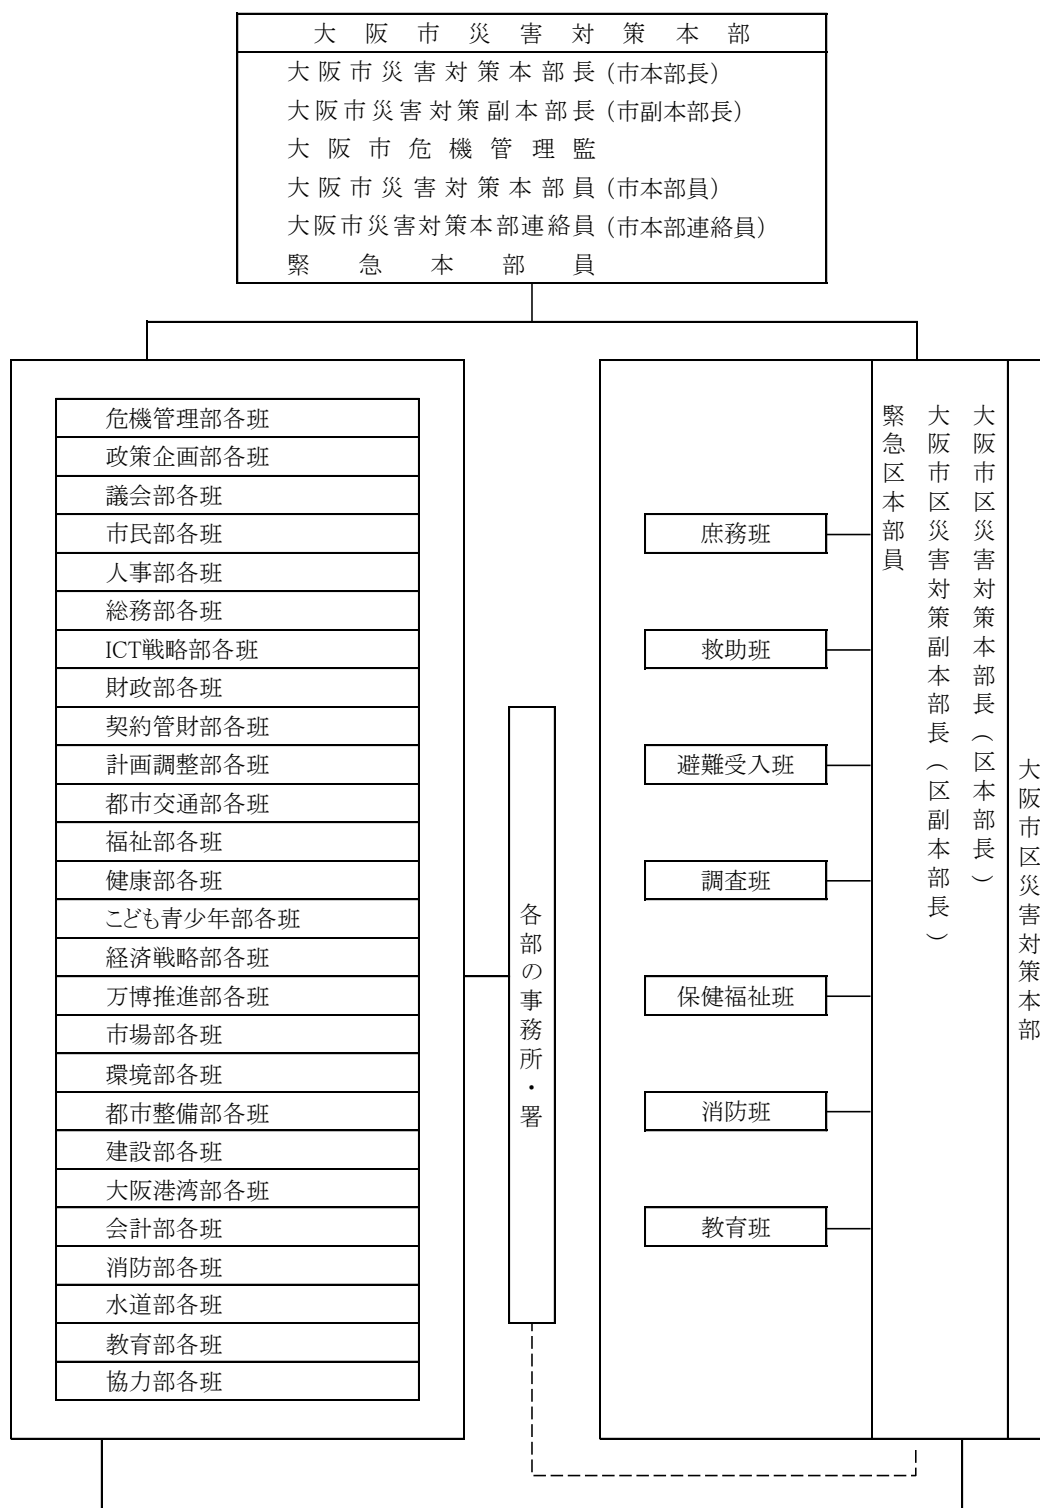 大阪市災害対策本部
大阪市災害対策本部長(市本部長)
大阪市災害対策副本部長(市副本部長)
大阪市危機管理監
大阪市災害対策本部員(市本部員)
大阪市災害対策本部連絡員(市本部連絡員)
緊急本部員
危機管理部各班
政策企画部各班
議会部各班
市民部各班
人事部各班
総務部各班
ICT戦略部各班
財政部各班
契約管財部各班
計画調整部各班
都市交通部各班
福祉部各班
健康部各班
こども青少年部各班
経済戦略部各班
万博推進部各班
市場部各班
環境部各班
都市整備部各班
建設部各班
大阪港湾部各班
会計部各班
消防部各班
水道部各班
教育部各班
協力部各班
各部の事務所・署
庶務班
救助班
避難受入班
調査班
保健福祉班
消防班
教育班
大阪市区災害対策本部
大阪市区災害対策本部長(区本部長)
大阪市区災害対策副本部長(区副本部長)
緊急区本部員